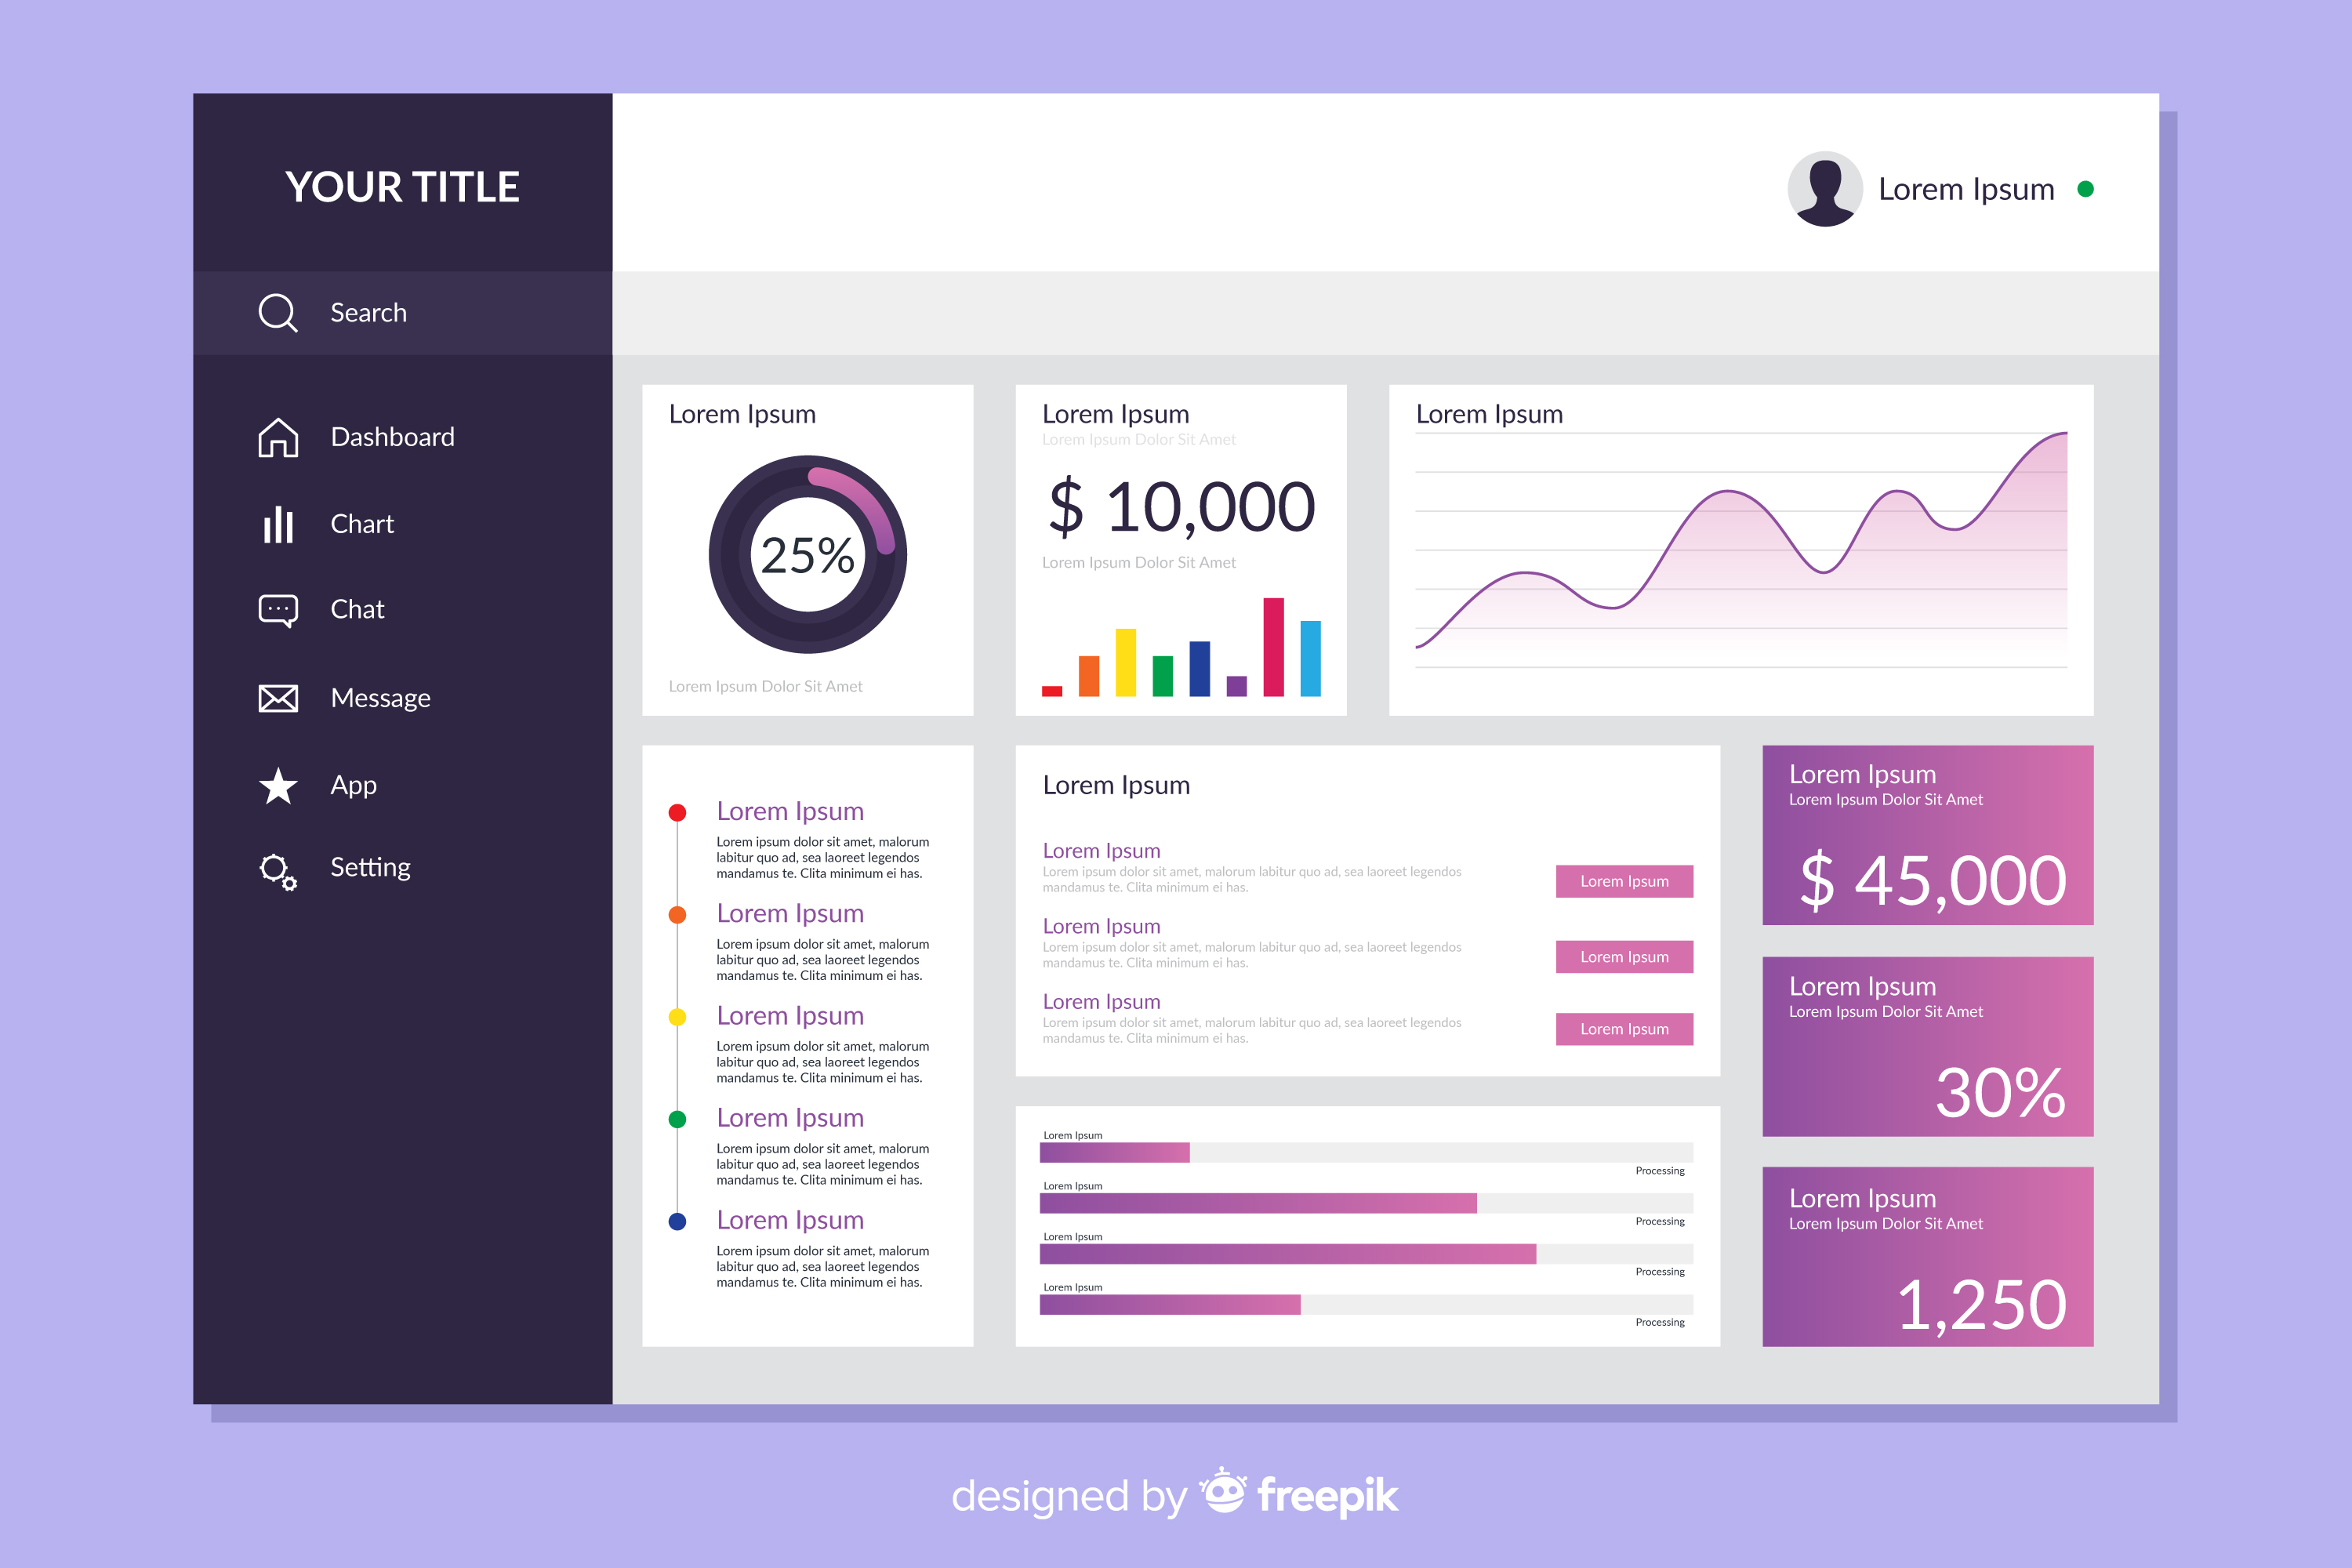 YOUR TITLE
Lorem Ipsum
Search
Dashboard
Chart
Chat
Message
App
Setting
Lorem Ipsum
25%
Lorem Ipsum Dolor Sit Amet
Lorem Ipsum
Lorem Ipsum Dolor Sit Amet
$ 10,000
Lorem Ipsum Dolor Sit Amet
Lorem Ipsum
Lorem Ipsum
Lorem ipsum dolor sit amet, malorum
labitur quo ad, sea laoreet legendos
mandamus te. Clita minimum ei has.
Lorem Ipsum
Lorem ipsum dolor sit amet, malorum
labitur quo ad, sea laoreet legendos
mandamus te. Clita minimum ei has.
Lorem Ipsum
Lorem ipsum dolor sit amet, malorum
labitur quo ad, sea laoreet legendos
mandamus te. Clita minimum ei has.
Lorem Ipsum
Lorem ipsum dolor sit amet, malorum
labitur quo ad, sea laoreet legendos
mandamus te. Clita minimum ei has.
Lorem Ipsum
Lorem ipsum dolor sit amet, malorum
labitur quo ad, sea laoreet legendos
mandamus te. Clita minimum ei has.
Lorem Ipsum
Lorem Ipsum
Lorem ipsum dolor sit amet, malorum labitur quo ad, sea laoreet legendos
mandamus te. Clita minimum ei has.
Lorem Ipsum
Lorem Ipsum
Lorem ipsum dolor sit amet, malorum labitur quo ad, sea laoreet legendos
mandamus te. Clita minimum ei has.
Lorem Ipsum
Lorem Ipsum
Lorem ipsum dolor sit amet, malorum labitur quo ad, sea laoreet legendos
mandamus te. Clita minimum ei has.
Lorem Ipsum
Lorem Ipsum
Processing
Lorem Ipsum
Processing
Lorem Ipsum
Processing
Lorem Ipsum
Processing
Lorem Ipsum
Lorem Ipsum Dolor Sit Amet
$ 45,000
Lorem Ipsum
Lorem Ipsum Dolor Sit Amet
30%
Lorem Ipsum
Lorem Ipsum Dolor Sit Amet
1,250
designed by freepik